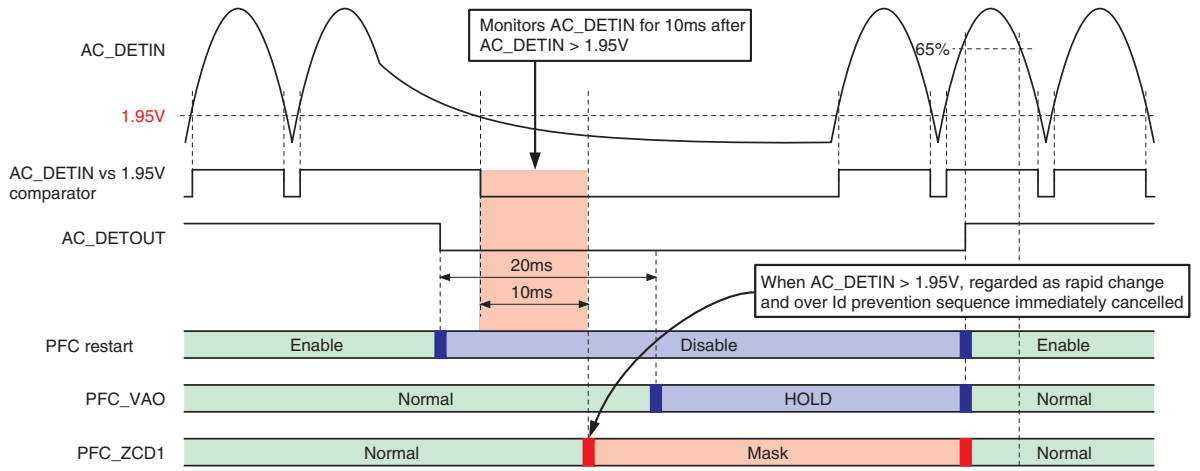 Monitors AC_DETIN for 10ms after
AC_DETIN > 1.95V
AC_DETIN
65%
1.95V
AC_DETIN vs 1.95V
comparator
AC_DETOUT
20ms
10ms
When AC_DETIN > 1.95V, regarded as rapid change
and over Id prevention sequence immediately cancelled
PFC restart
Enable
Disable
Enable
PFC_VAO
Normal
HOLD
Normal
PFC_ZCD1
Normal
Mask
Normal